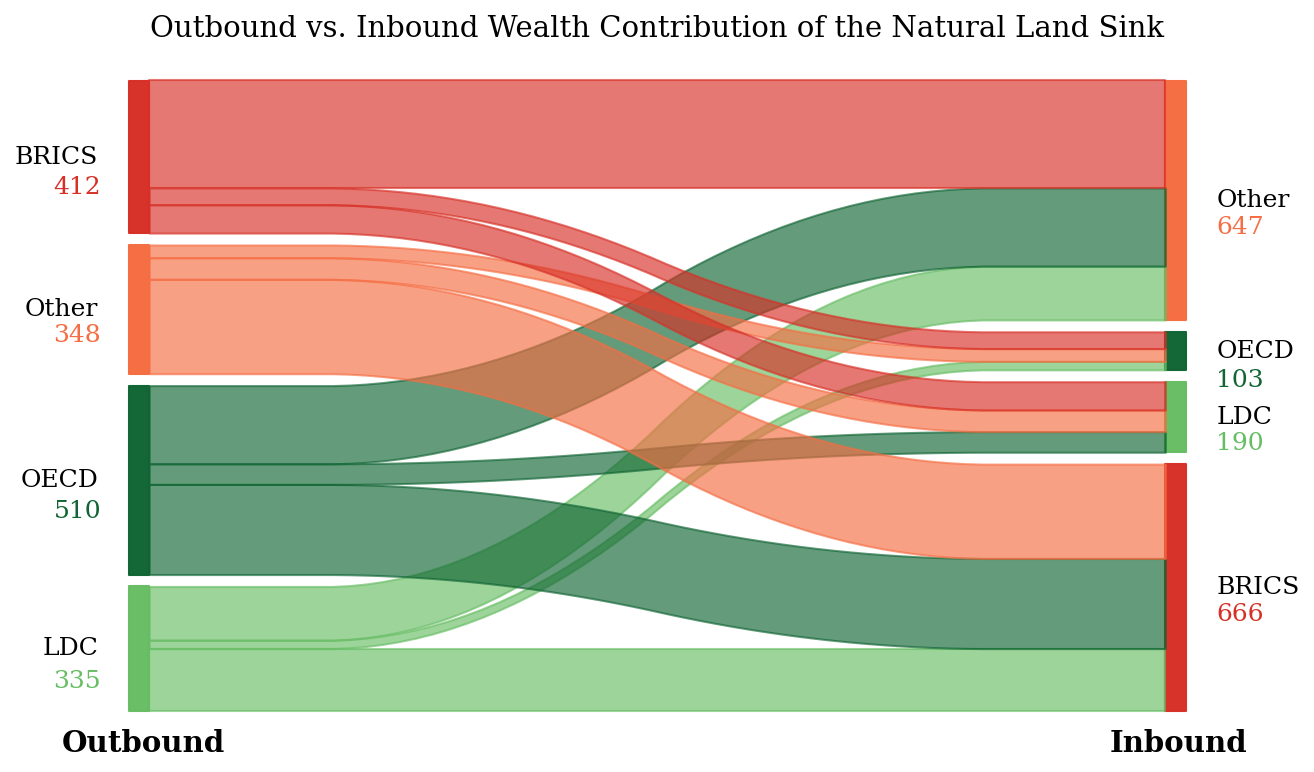 Outbound vs. Inbound Wealth Contribution of the Natural Land Sink
BRICS
412
Other
348
OECD
510
LDC
335
Outbound
Other
647
OECD
103
LDC
190
BRICS
666
Inbound